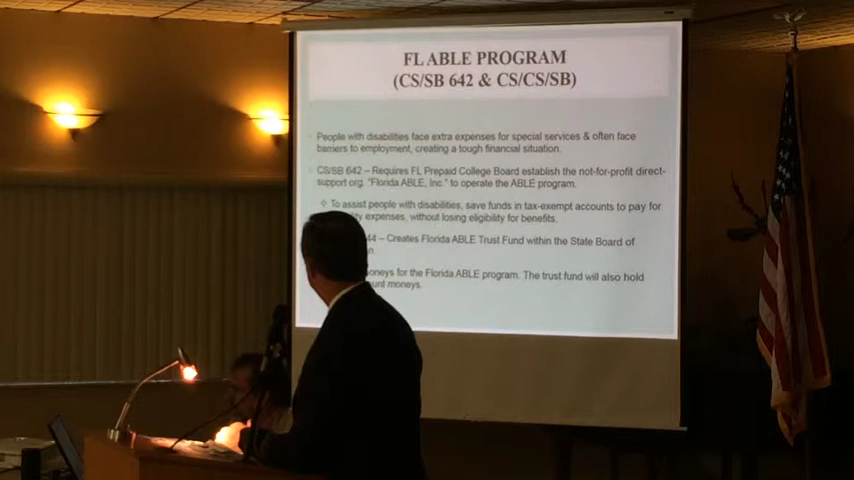 FL ABLE PROGRAM
(CS/SB 642 & CS/CS/SB)
People with disabilities face extra expenses for special services & often face
barriers to employment, creating a tough financial situation.
CS/SB 642 – Requires FL Prepaid College Board establish the not-for-profit direct-
support org. "Florida ABLE, Inc." to operate the ABLE program.
To assist people with disabilities, save funds in tax-exempt accounts to pay for
expenses, without losing eligibility for benefits.
44 – Creates Florida ABLE Trust Fund within the State Board of
moneys for the Florida ABLE program. The trust fund will also hold
moneys.